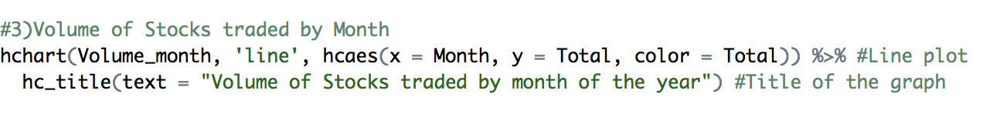 #3)Volume of Stocks traded by Month
hchart(Volume_month, 'line', hcaes(x = Month, y = Total, color = Total)) %>% #Line plot
  hc_title(text = "Volume of Stocks traded by month of the year") #Title of the graph